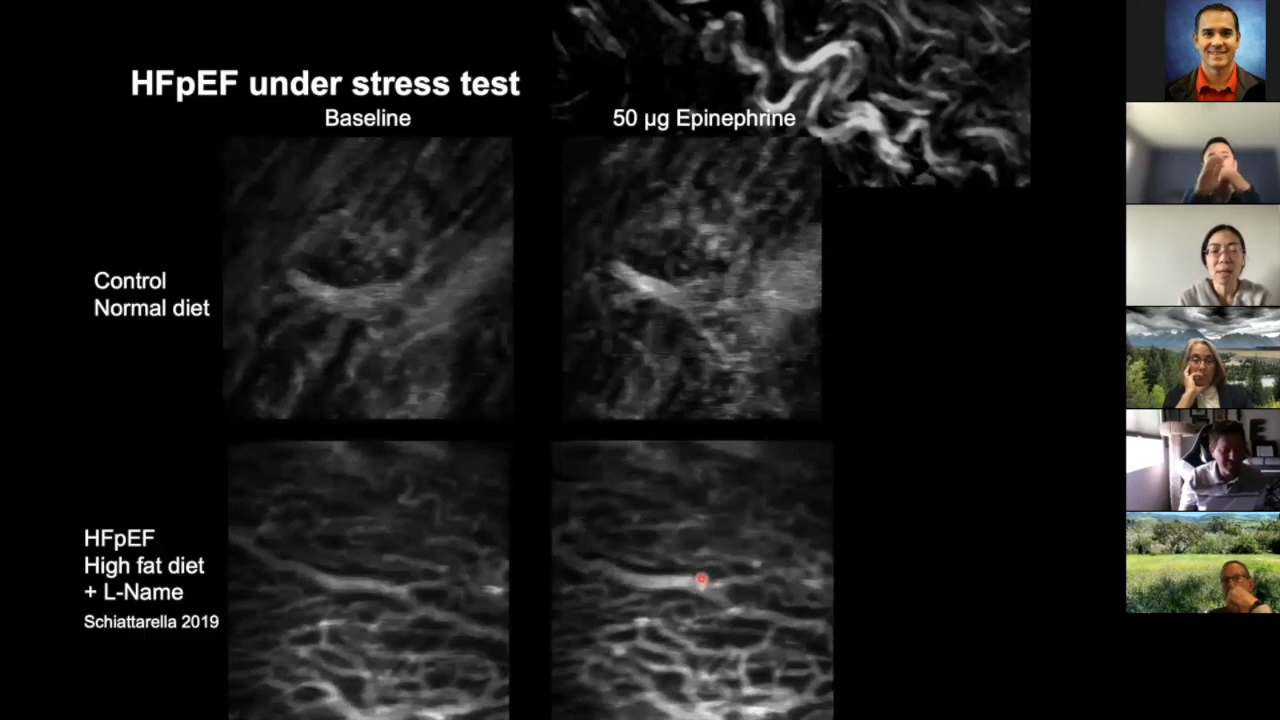 HFpEF under stress test
Baseline
50 µg Epinephrine
Control
Normal diet
HFpEF
High fat diet
+ L-Name
Schiattarella 2019